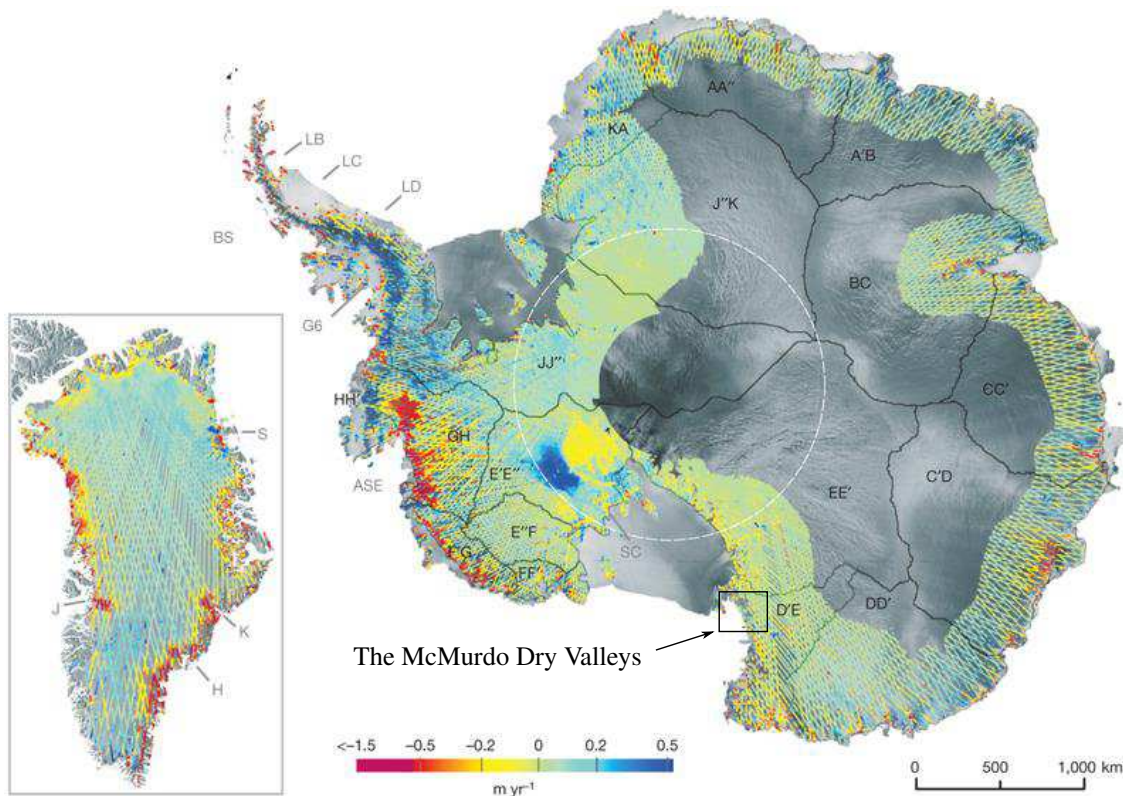 AA"
KA
LB
A'B
LC
LD
J"K
BS
BC
G6
JJ"
CC'
HH'
S
GH
C'D
E'E"
ASE
EE'
E"F
SC
FF'
DD'
J
D'E
K
The McMurdo Dry Valleys
H
<–1.5 –0.5 –0.2 0 0.2 0.5
0 500 1,000 km
m yr⁻¹